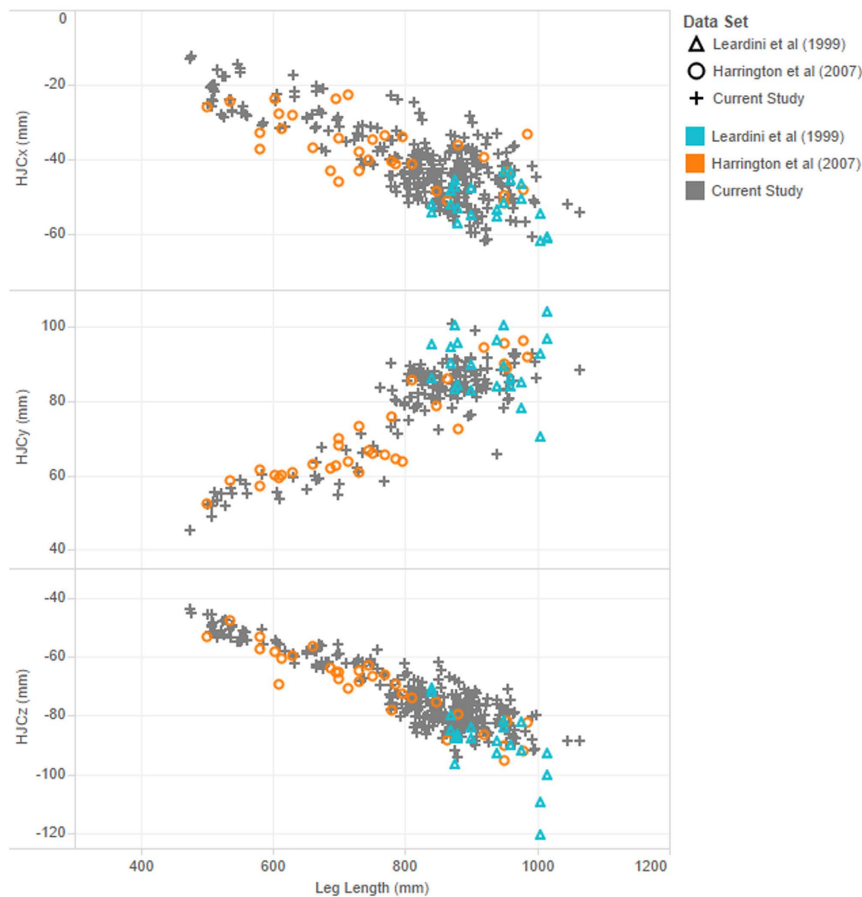 0
-20
-40
-60
HJCx (mm)
100
80
60
40
HJCy (mm)
-40
-60
-80
-100
-120
HJCz (mm)
400
600
800
1000
1200
Leg Length (mm)
Data Set
Leardini et al (1999)
Harrington et al (2007)
Current Study
Leardini et al (1999)
Harrington et al (2007)
Current Study